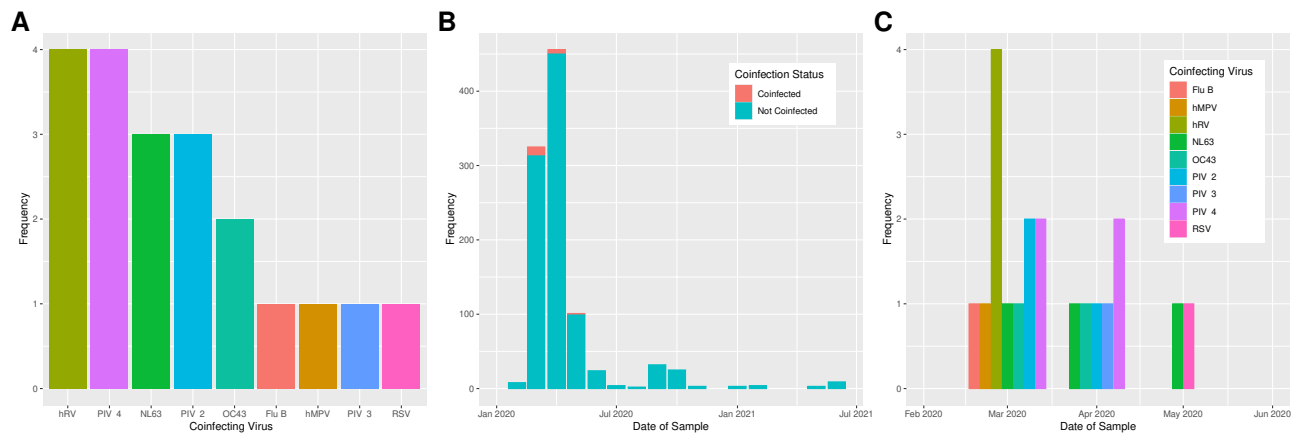 A
Frequency
4
3
2
1
0
hRV PIV 4 NL63 PIV 2 OC43 Flu B hMPV PIV 3 RSV
Coinfecting Virus
B
Frequency
400
300
200
100
0
Coinfection Status
Coinfected
Not Coinfected
Jan 2020 Jul 2020 Jan 2021 Jul 2021
Date of Sample
C
Frequency
4
3
2
1
0
Coinfecting Virus
Flu B
hMPV
hRV
NL63
OC43
PIV 2
PIV 3
PIV 4
RSV
Feb 2020 Mar 2020 Apr 2020 May 2020 Jun 2020
Date of Sample